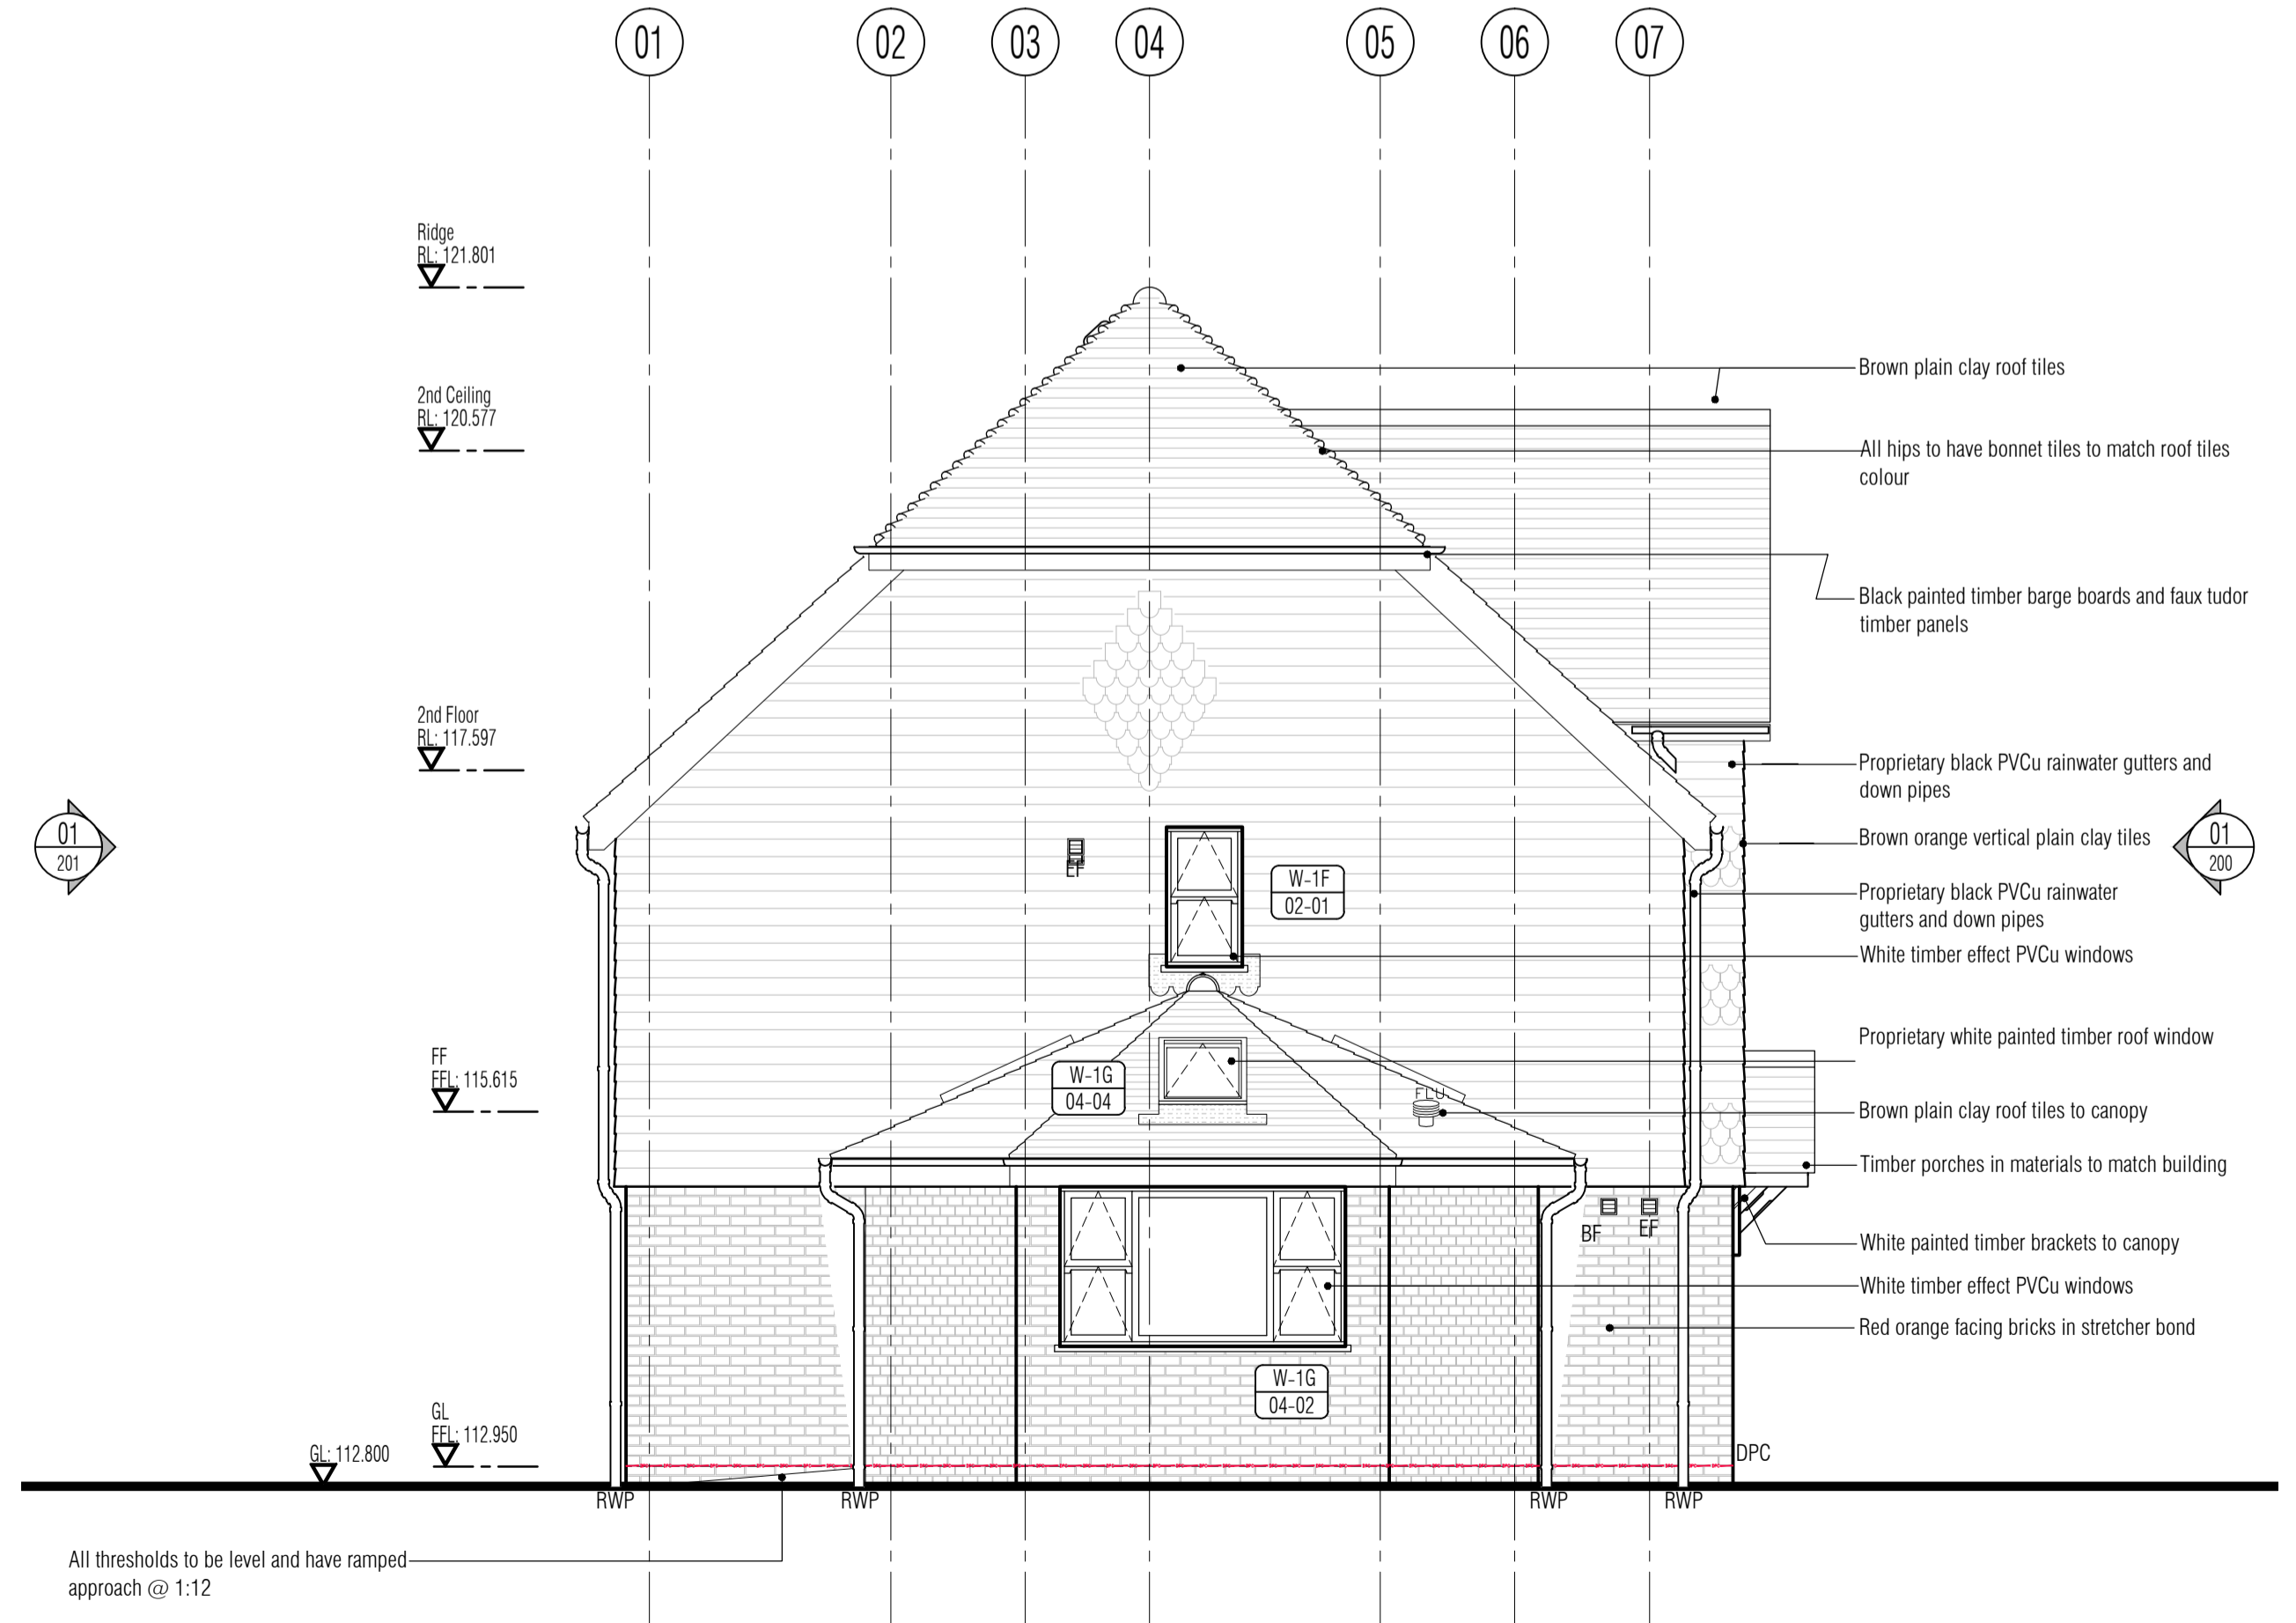 01
02
03
04
05
06
07
Ridge
RL: 121.801
2nd Ceiling
RL: 120.577
2nd Floor
RL: 117.597
01
201
FF
FFL: 115.615
GL
FFL: 112.950
GL: 112.800
EF
W-1F
02-01
W-1G
04-04
FLU
BF
EF
W-1G
04-02
DPC
RWP
RWP
RWP
RWP
Brown plain clay roof tiles
All hips to have bonnet tiles to match roof tiles
colour
Black painted timber barge boards and faux tudor
timber panels
Proprietary black PVCu rainwater gutters and
down pipes
Brown orange vertical plain clay tiles
01
200
Proprietary black PVCu rainwater
gutters and down pipes
White timber effect PVCu windows
Proprietary white painted timber roof window
Brown plain clay roof tiles to canopy
Timber porches in materials to match building
White painted timber brackets to canopy
White timber effect PVCu windows
Red orange facing bricks in stretcher bond
All thresholds to be level and have ramped
approach @ 1:12